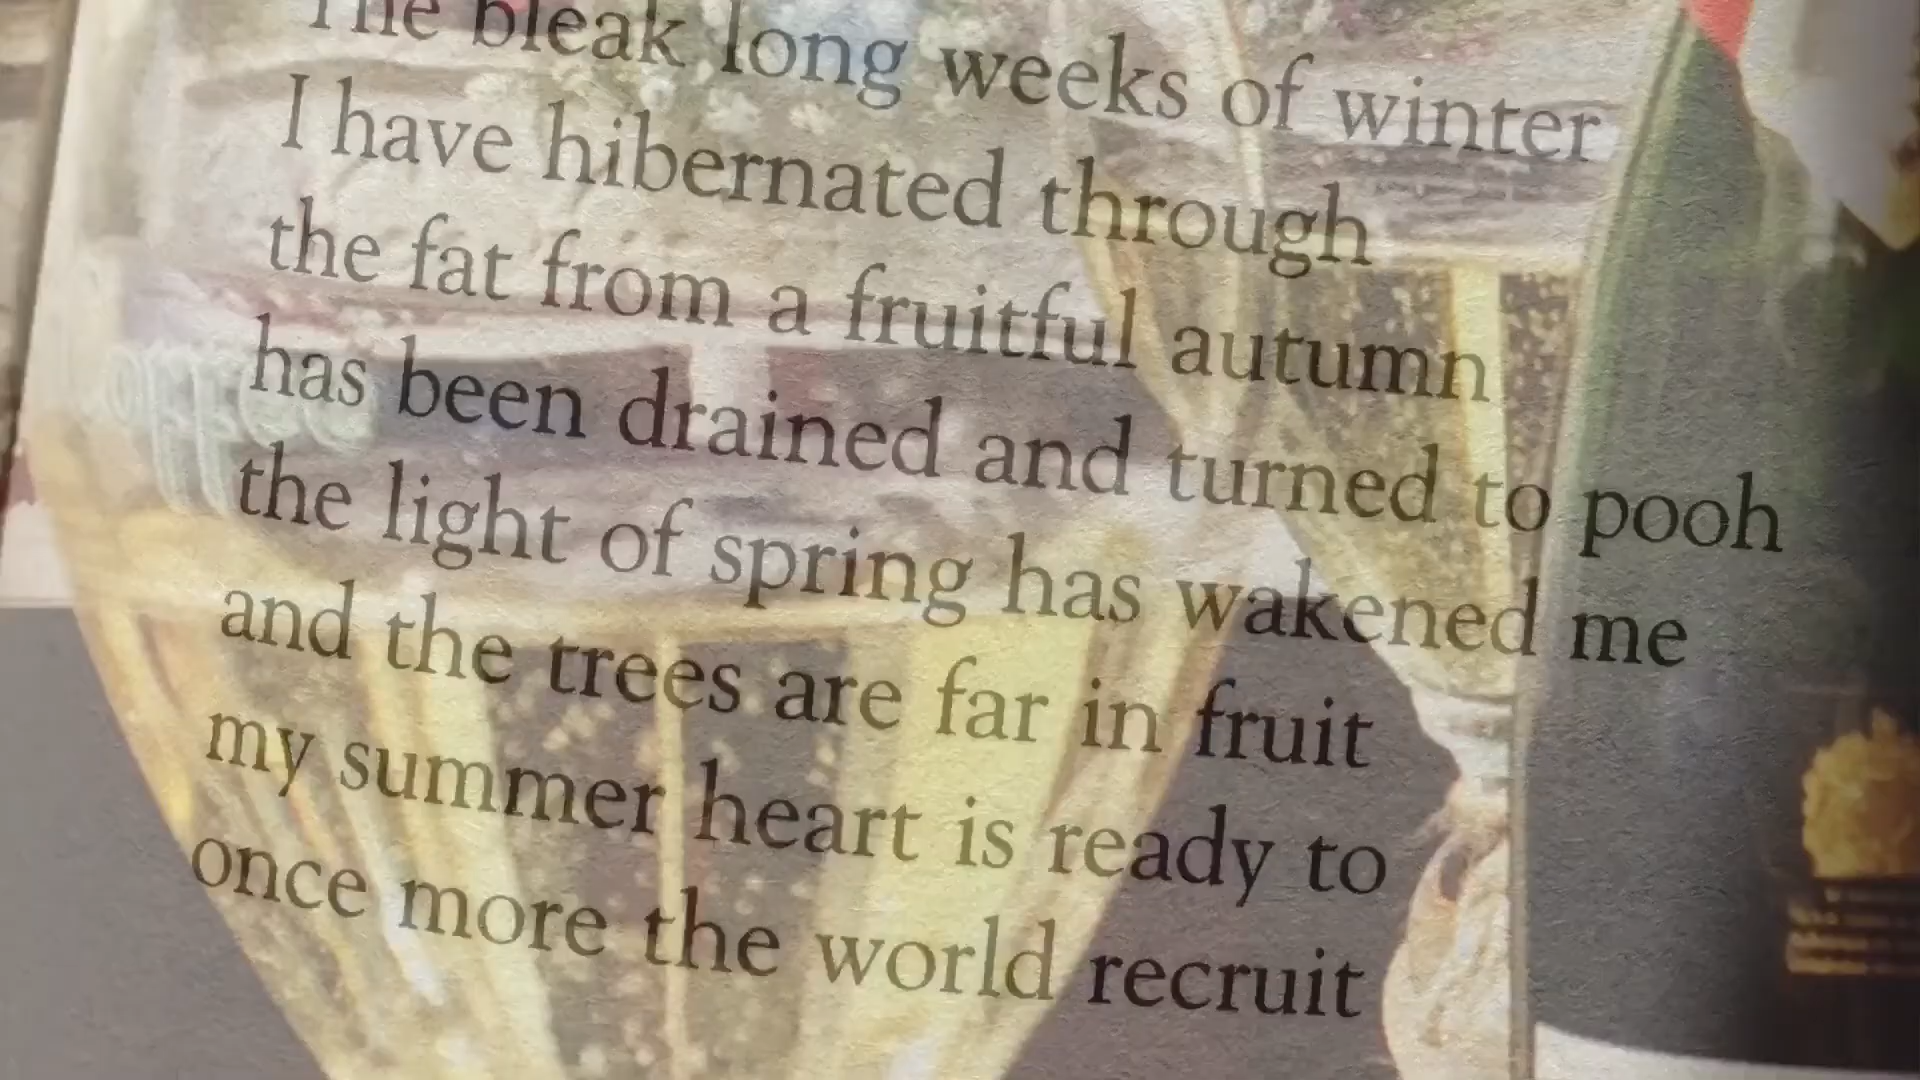 The bleak long weeks of winter
I have hibernated through
the fat from a fruitful autumn
has been drained and turned to pooh
the light of spring has wakened me
and the trees are far in fruit
my summer heart is ready to
once more the world recruit